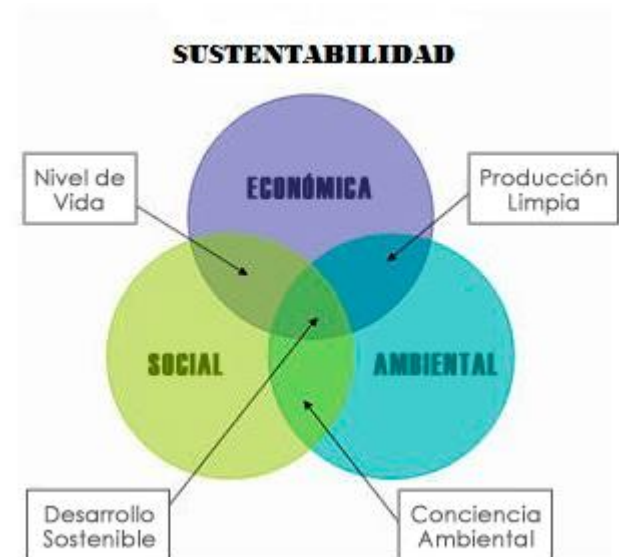 SUSTENTABILIDAD
Nivel de
Vida
ECONÓMICA
Producción
Limpia
SOCIAL
AMBIENTAL
Desarrollo
Sostenible
Conciencia
Ambiental